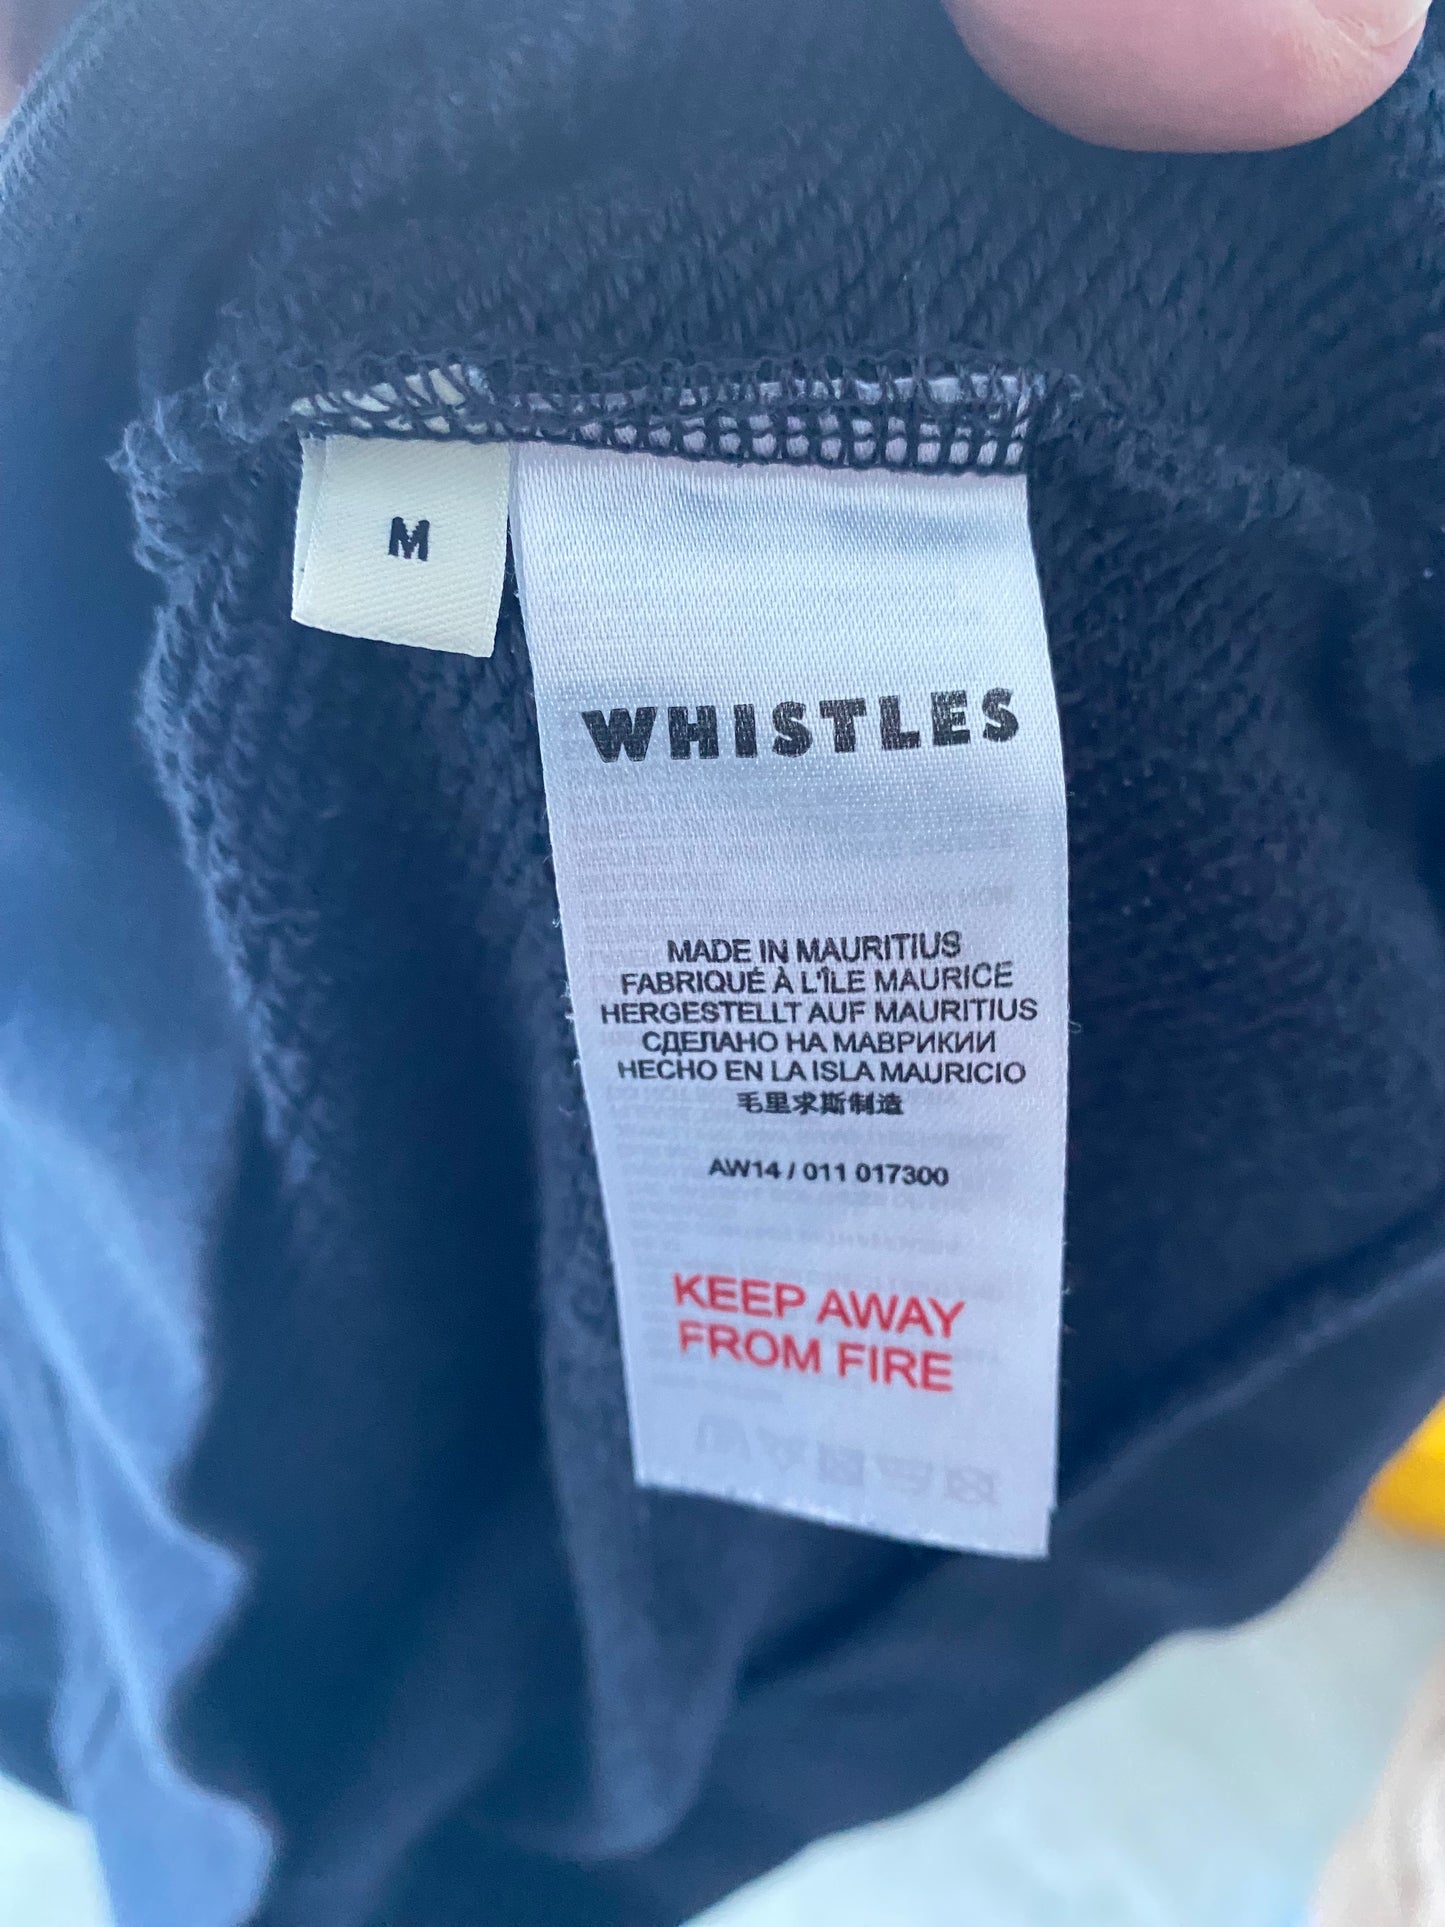 M
WHISTLES
MADE IN MAURITIUS
FABRIQUÉ À L'ÎLE MAURICE
HERGESTELLT AUF MAURITIUS
СДЕЛАНО НА МАВРИКИИ
HECHO EN LA ISLA MAURICIO
毛里求斯制造
AW14 / 011 017300
KEEP AWAY
FROM FIRE